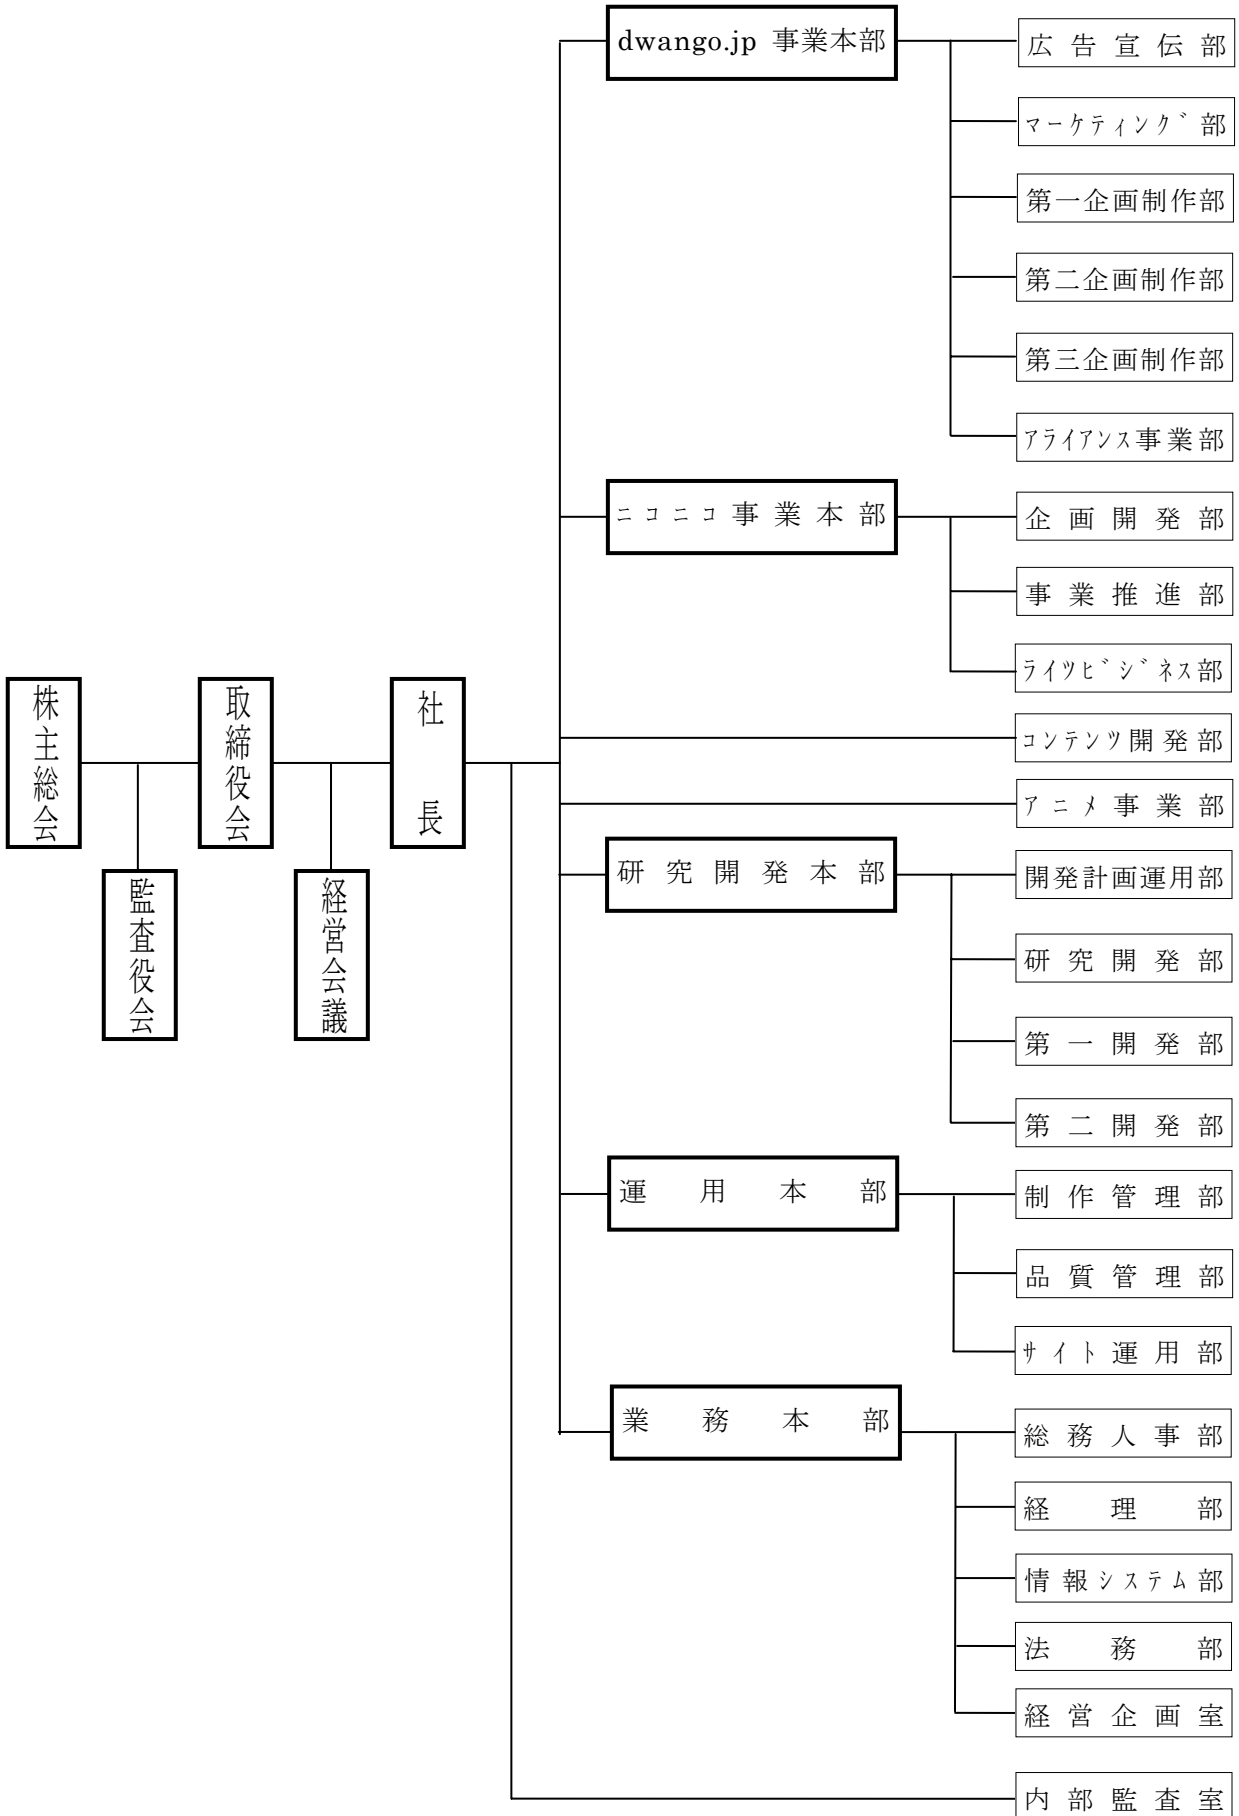 dwango.jp 事業本部
広告宣伝部
マーケティング部
第一企画制作部
第二企画制作部
第三企画制作部
アライアンス事業部
ニコニコ事業本部
企画開発部
事業推進部
ライツビジネス部
株主総会
取締役会
社長
コンテンツ開発部
アニメ事業部
監査役会
経営会議
研究開発本部
開発計画運用部
研究開発部
第一開発部
第二開発部
運用本部
制作管理部
品質管理部
サイト運用部
業務本部
総務人事部
経理部
情報システム部
法務部
経営企画室
内部監査室